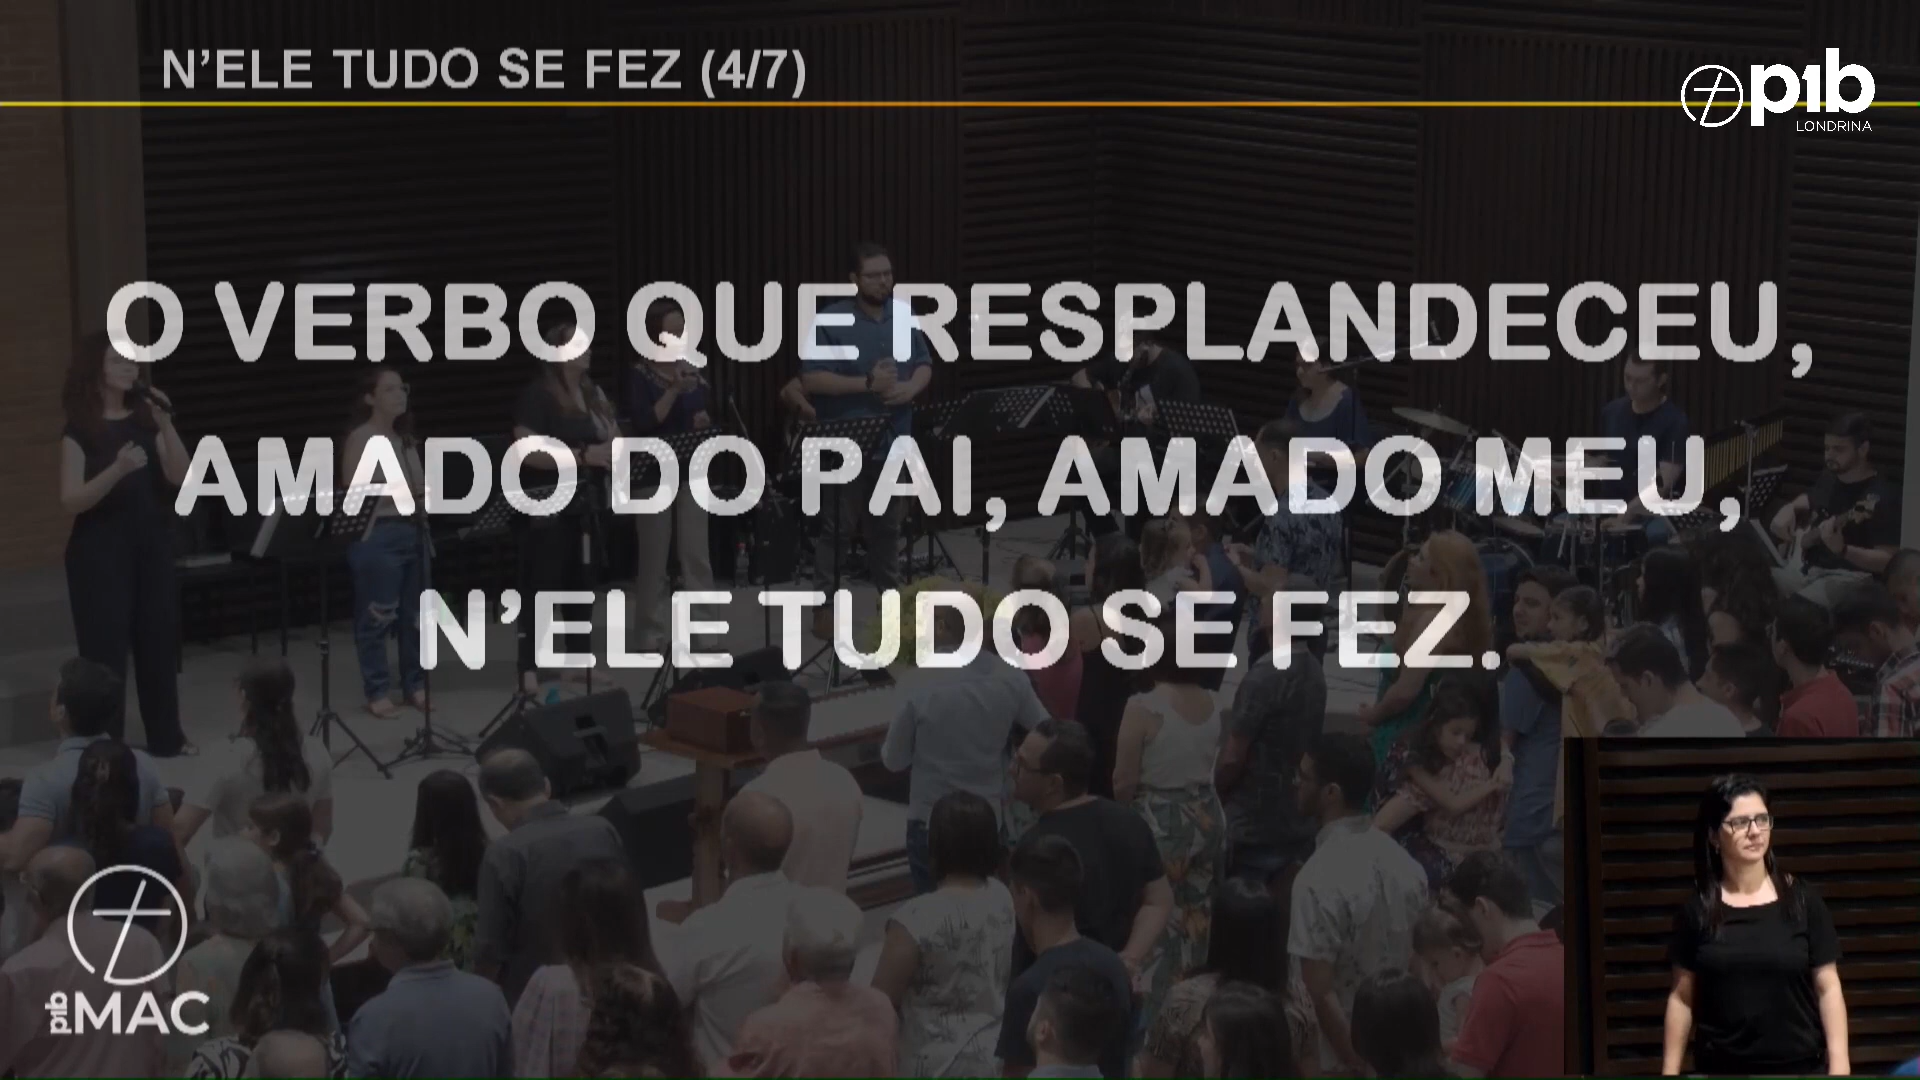 N'ELE TUDO SE FEZ (4/7)
pib
LONDRINA
O VERBO QUE RESPLANDECEU,
AMADO DO PAI, AMADO MEU,
N'ELE TUDO SE FEZ.
pib
MAC